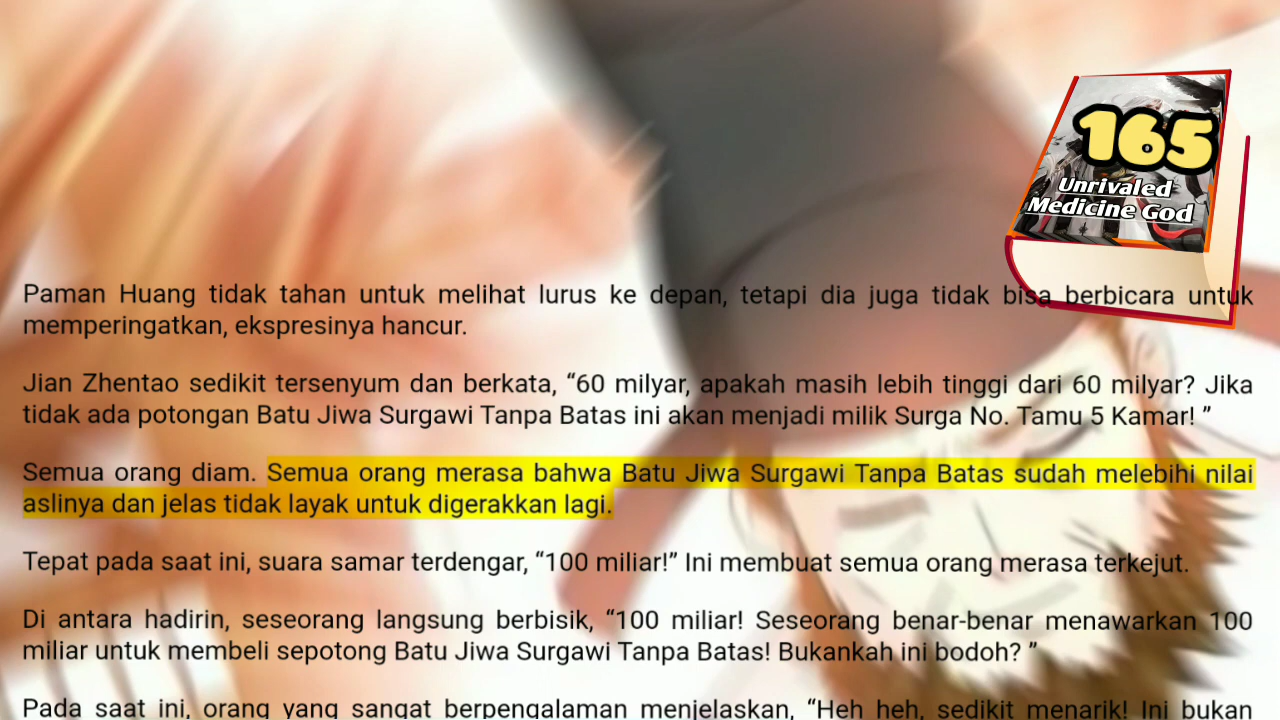 165
Unrivaled
Medicine God
Paman Huang tidak tahan untuk melihat lurus ke depan, tetapi dia juga tidak bisa berbicara untuk
memperingatkan, ekspresinya hancur.
Jian Zhentao sedikit tersenyum dan berkata, “60 milyar, apakah masih lebih tinggi dari 60 milyar? Jika
tidak ada potongan Batu Jiwa Surgawi Tanpa Batas ini akan menjadi milik Surga No. Tamu 5 Kamar! ”
Semua orang diam. Semua orang merasa bahwa Batu Jiwa Surgawi Tanpa Batas sudah melebihi nilai
aslinya dan jelas tidak layak untuk digerakkan lagi.
Tepat pada saat ini, suara samar terdengar, “100 miliar!” Ini membuat semua orang merasa terkejut.
Di antara hadirin, seseorang langsung berbisik, “100 miliar! Seseorang benar-benar menawarkan 100
miliar untuk membeli sepotong Batu Jiwa Surgawi Tanpa Batas! Bukankah ini bodoh? ”
Pada saat ini, orang yang sangat berpengalaman menjelaskan, “Heh heh, sedikit menarik! Ini bukan